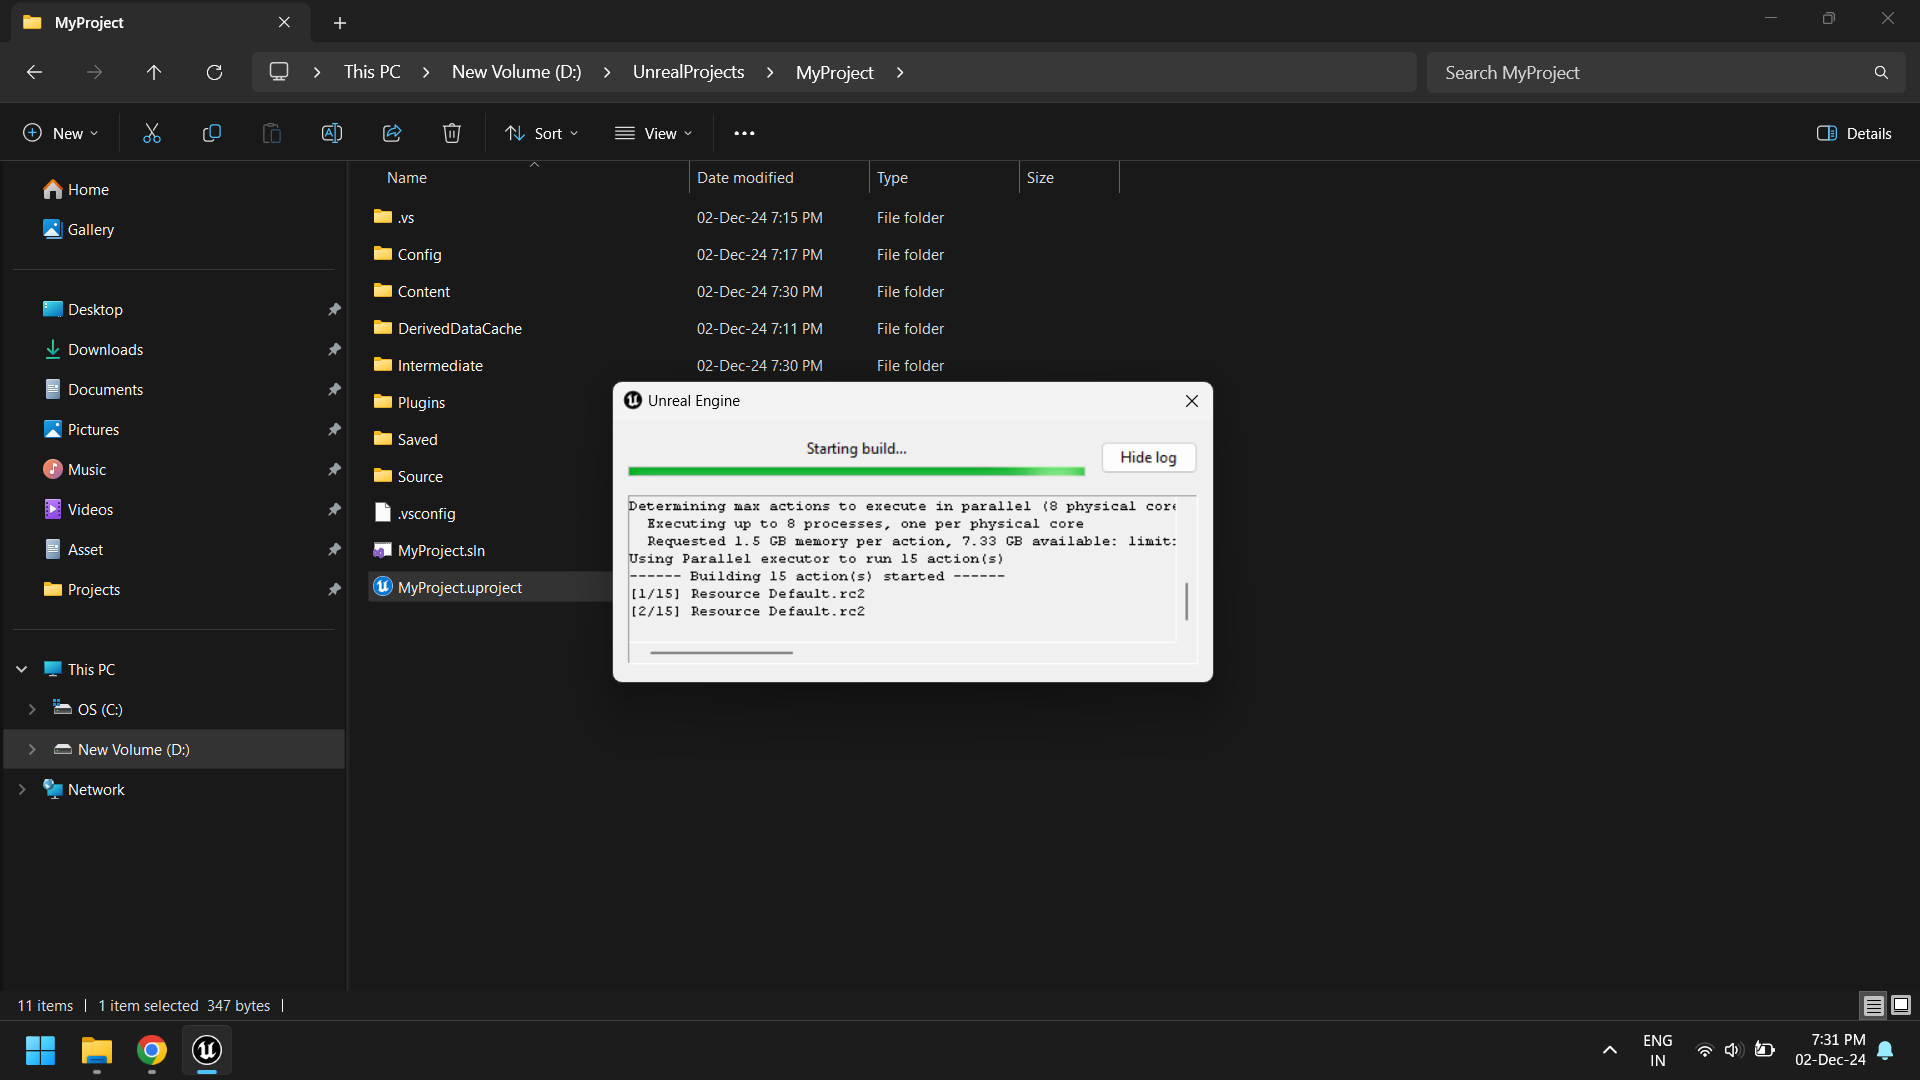 MyProject
This PC
New Volume (D:)
UnrealProjects
MyProject
Search MyProject
New
Sort
View
Details
Home
Gallery
Desktop
Downloads
Documents
Pictures
Music
Videos
Asset
Projects
This PC
OS (C:)
New Volume (D:)
Network
Name Date modified Type Size
.vs 02-Dec-24 7:15 PM File folder
Config 02-Dec-24 7:17 PM File folder
Content 02-Dec-24 7:30 PM File folder
DerivedDataCache 02-Dec-24 7:11 PM File folder
Intermediate 02-Dec-24 7:30 PM File folder
Plugins
Saved
Source
.vsconfig
MyProject.sln
MyProject.uproject
Unreal Engine
Starting build...
Hide log
Determining max actions to execute in parallel (8 physical core
Executing up to 8 processes, one per physical core
Requested 1.5 GB memory per action, 7.33 GB available: limit:
Using Parallel executor to run 15 action(s)
------ Building 15 action(s) started ------
[1/15] Resource Default.rc2
[2/15] Resource Default.rc2
11 items
1 item selected 347 bytes
ENG
IN
7:31 PM
02-Dec-24